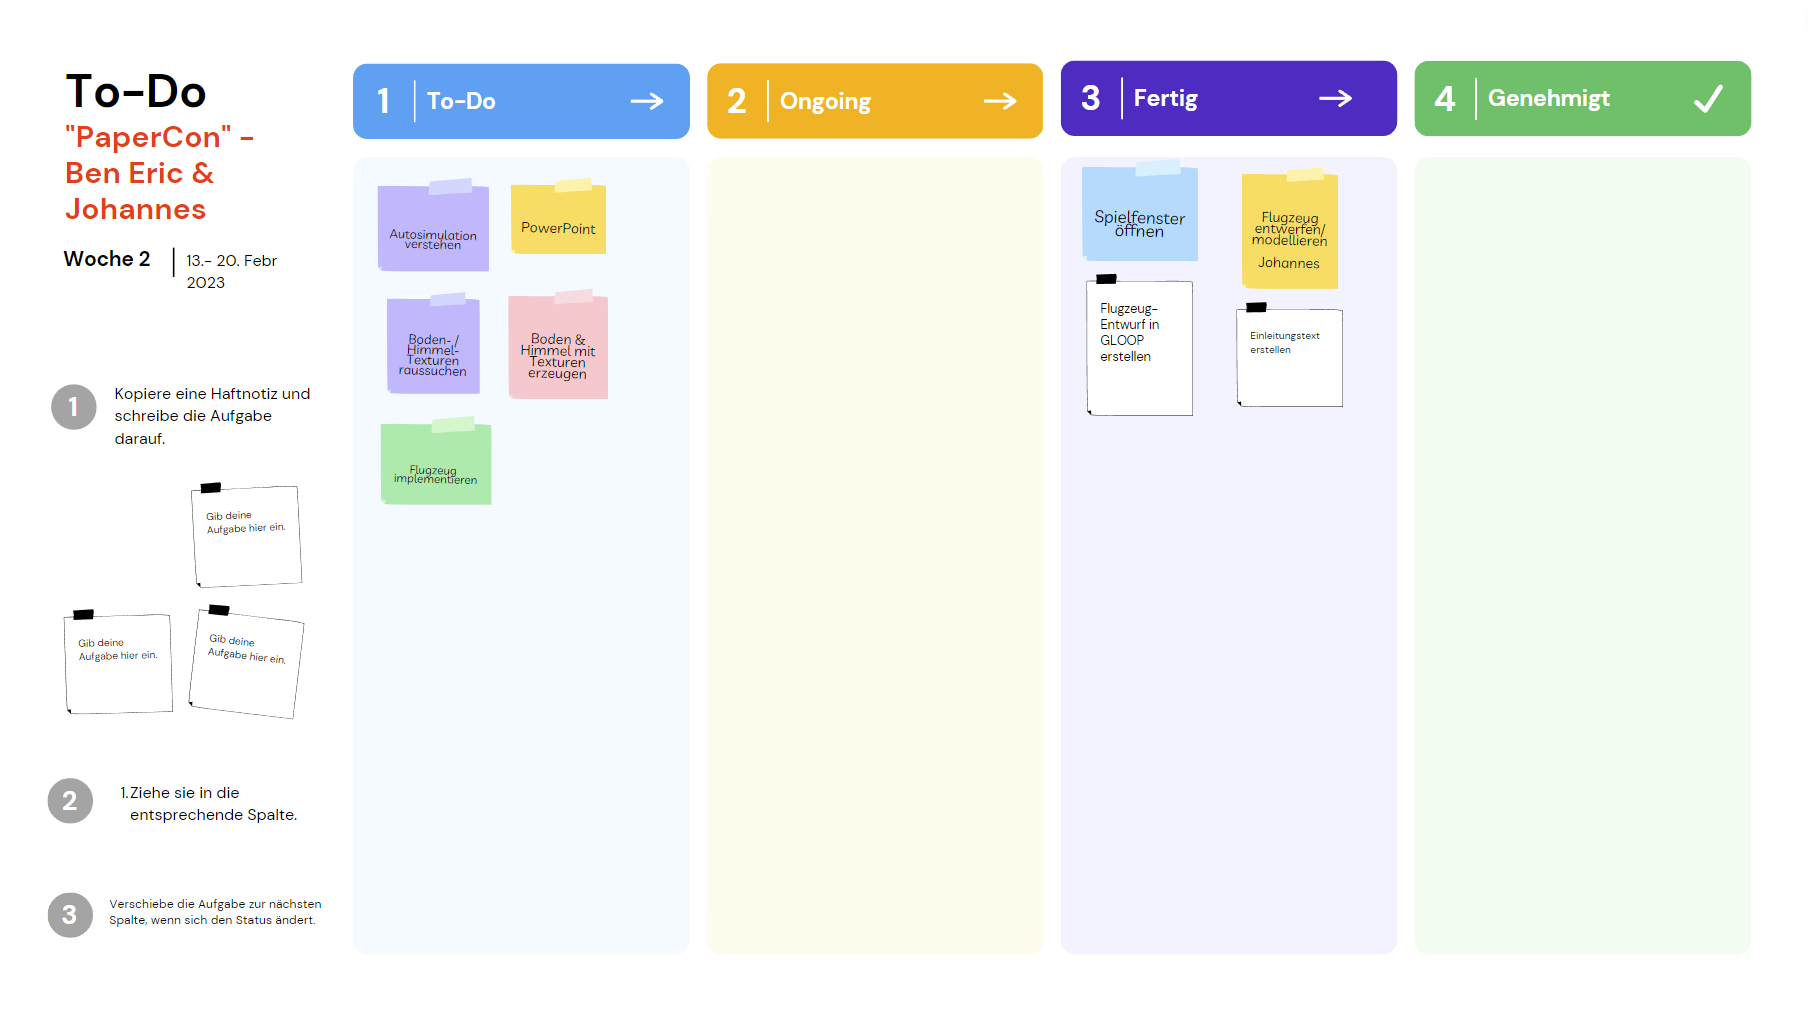 To-Do
"PaperCon" -
Ben Eric &
Johannes
Woche 2
13.- 20. Febr
2023
1
Kopiere eine Haftnotiz und
schreibe die Aufgabe
darauf.
Gib deine
Aufgabe hier ein.
Gib deine
Aufgabe hier ein.
Gib deine
Aufgabe hier ein.
2
1. Ziehe sie in die
entsprechende Spalte.
3
Verschiebe die Aufgabe zur nächsten
Spalte, wenn sich den Status ändert.
1
To-Do
Autosimulation
verstehen
PowerPoint
Boden- /
Himmel-
Texturen
raussuchen
Boden &
Himmel mit
Texturen
erzeugen
Flugzeug
implementieren
2
Ongoing
3
Fertig
Spielfenster
öffnen
Flugzeug
entwerfen/
modellieren
Johannes
Flugzeug-
Entwurf in
GLOOP
erstellen
Einleitungstext
erstellen
4
Genehmigt